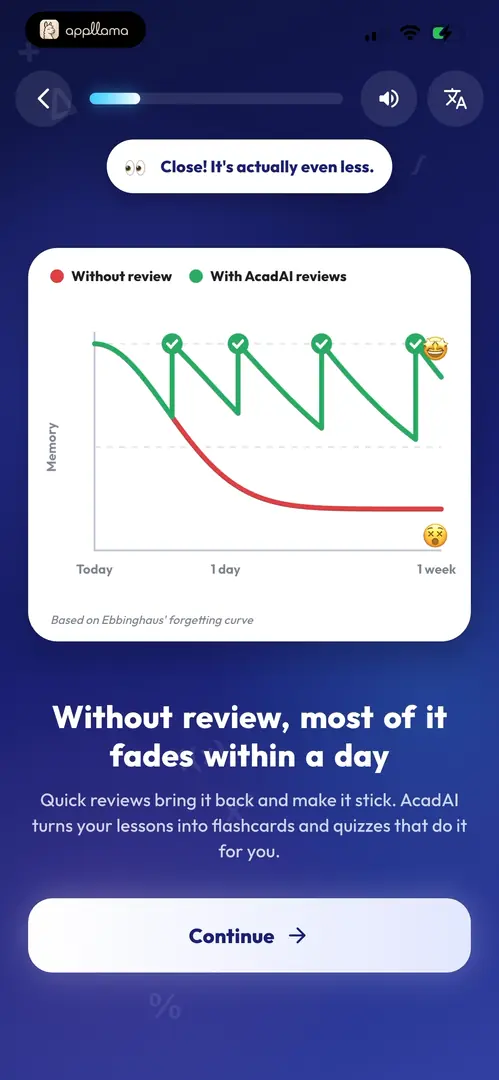 appllama
👀 Close! It's actually even less.
Without review
With AcadAI reviews
Memory
Today
1 day
1 week
Based on Ebbinghaus' forgetting curve
Without review, most of it
fades within a day
Quick reviews bring it back and make it stick. AcadAI
turns your lessons into flashcards and quizzes that do it
for you.
Continue →
%